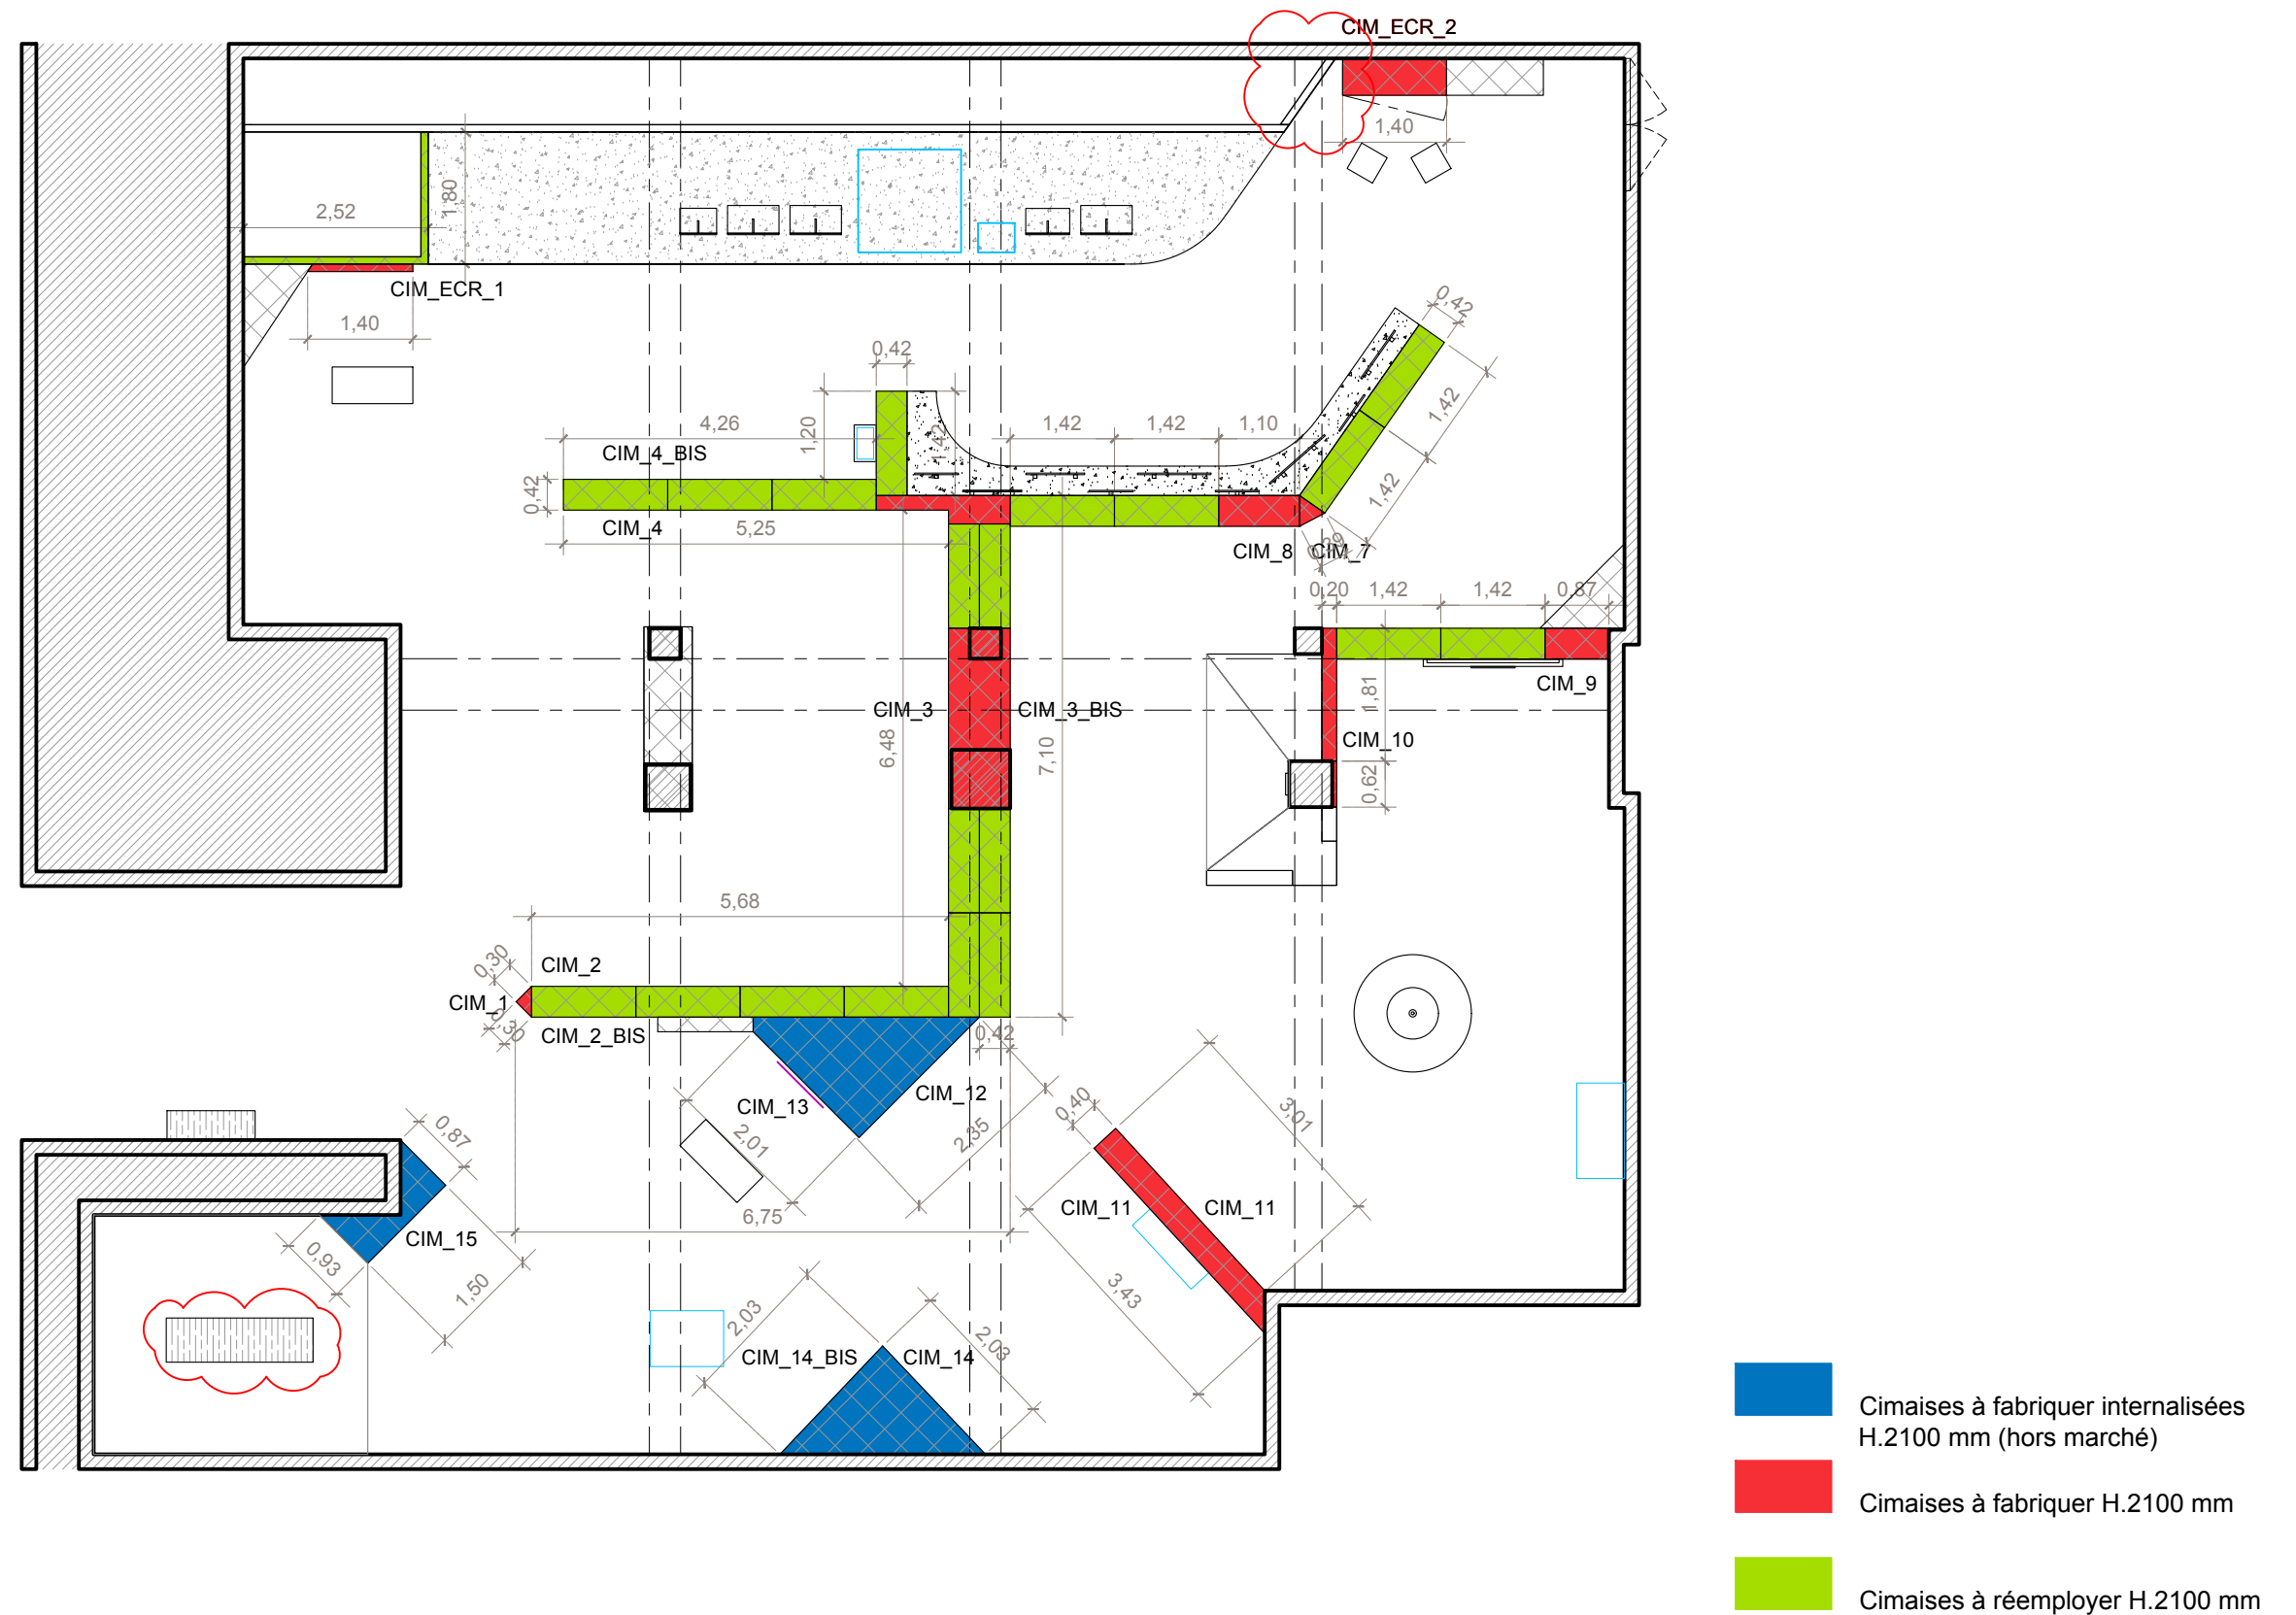 CIM_ECR_2
1,40
2,52
1,80
CIM_ECR_1
1,40
0,42
0,42
4,26
1,20
1,42
1,42
1,42
1,10
1,42
CIM_4_BIS
0,42
1,42
CIM_4
5,25
CIM_8
CIM_7
0,39
0,20
1,42
1,42
0,87
CIM_9
1,81
CIM_3
CIM_3_BIS
6,48
7,10
CIM_10
0,62
5,68
0,30
CIM_2
CIM_1
0,30
CIM_2_BIS
0,42
CIM_13
CIM_12
2,01
2,35
0,40
3,01
0,87
CIM_11
CIM_11
6,75
CIM_15
0,93
1,50
3,43
2,03
2,03
CIM_14_BIS
CIM_14
Cimaises à fabriquer internalisées
H.2100 mm (hors marché)
Cimaises à fabriquer H.2100 mm
Cimaises à réemployer H.2100 mm